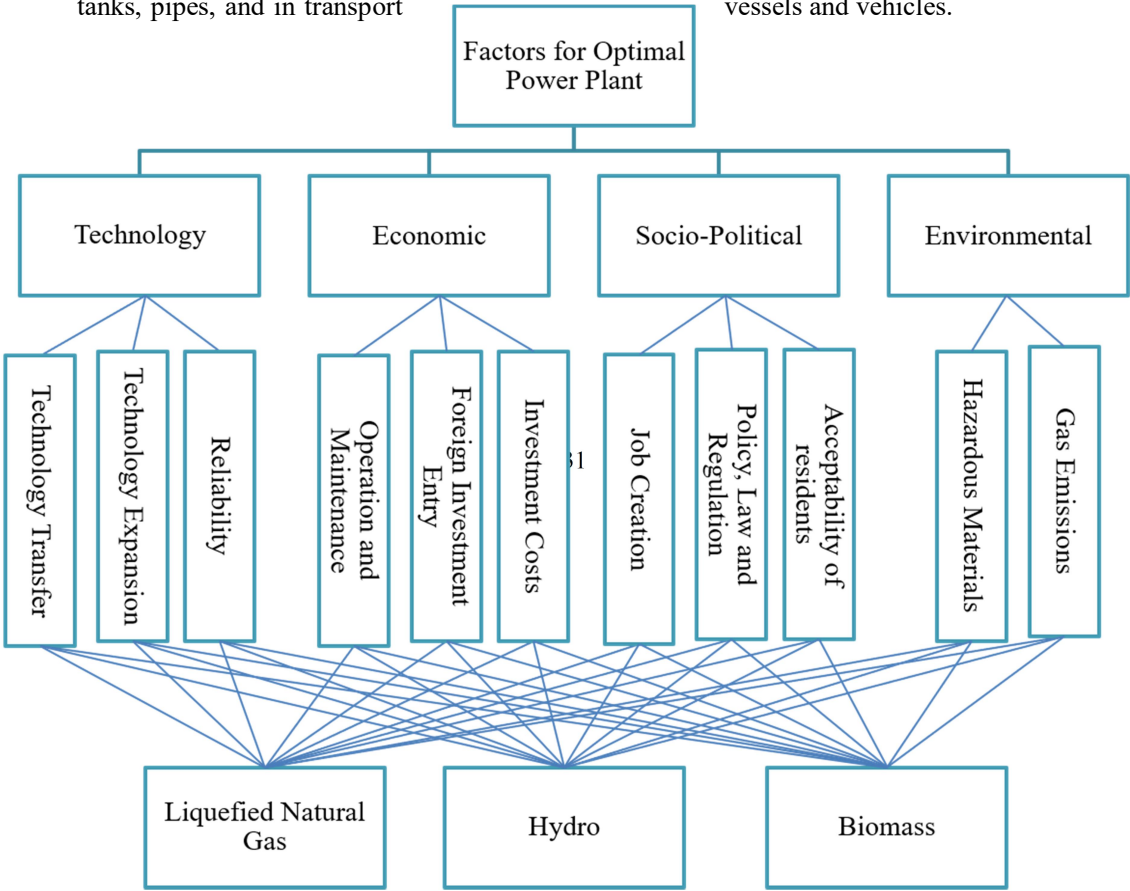 tanks, pipes, and in transport
vessels and vehicles.
Factors for Optimal
Power Plant
Technology
Economic
Socio-Political
Environmental
Technology Transfer
Technology Expansion
Reliability
Operation and
Maintenance
Foreign Investment
Entry
Investment Costs
31
Job Creation
Policy, Law and
Regulation
Acceptability of
residents
Hazardous Materials
Gas Emissions
Liquefied Natural
Gas
Hydro
Biomass